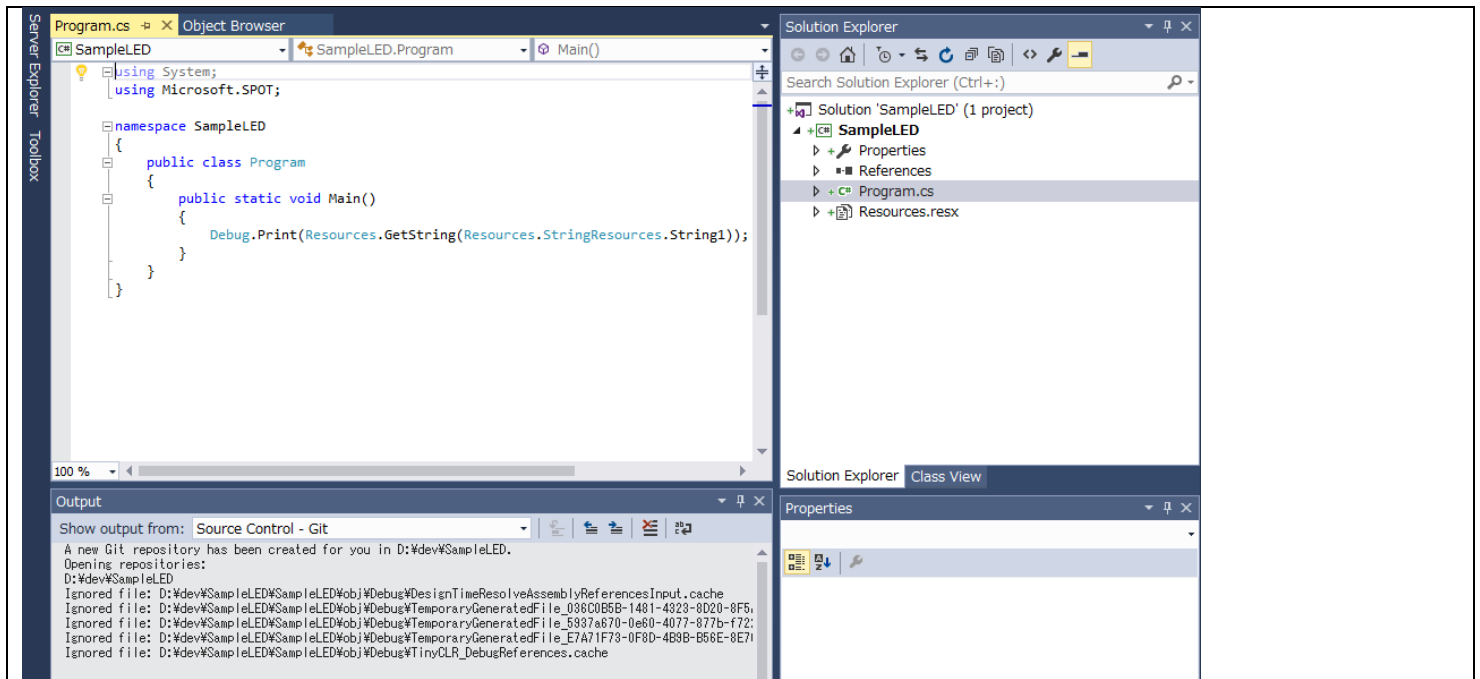 Server Explorer
Toolbox
Program.cs
Object Browser
SampleLED
SampleLED.Program
Main()
using System;
using Microsoft.SPOT;
namespace SampleLED
{
public class Program
{
public static void Main()
{
Debug.Print(Resources.GetString(Resources.StringResources.String1));
}
}
}
100 %
Output
Show output from: Source Control - Git
A new Git repository has been created for you in D:¥dev¥SampleLED.
Opening repositories:
D:¥dev¥SampleLED
Ignored file: D:¥dev¥SampleLED¥SampleLED¥obj¥Debug¥DesignTimeResolveAssemblyReferencesInput.cache
Ignored file: D:¥dev¥SampleLED¥SampleLED¥obj¥Debug¥TemporaryGeneratedFile_036C0B5B-1481-4323-8D20-8F5
Ignored file: D:¥dev¥SampleLED¥SampleLED¥obj¥Debug¥TemporaryGeneratedFile_5937a670-0e60-4077-877b-f72
Ignored file: D:¥dev¥SampleLED¥SampleLED¥obj¥Debug¥TemporaryGeneratedFile_E7A71F73-0F8D-4B9B-B56E-8E7
Ignored file: D:¥dev¥SampleLED¥SampleLED¥obj¥Debug¥TinyCLR_DebugReferences.cache
Solution Explorer
Search Solution Explorer (Ctrl+:)
Solution 'SampleLED' (1 project)
C# SampleLED
Properties
References
C# Program.cs
Resources.resx
Solution Explorer
Class View
Properties